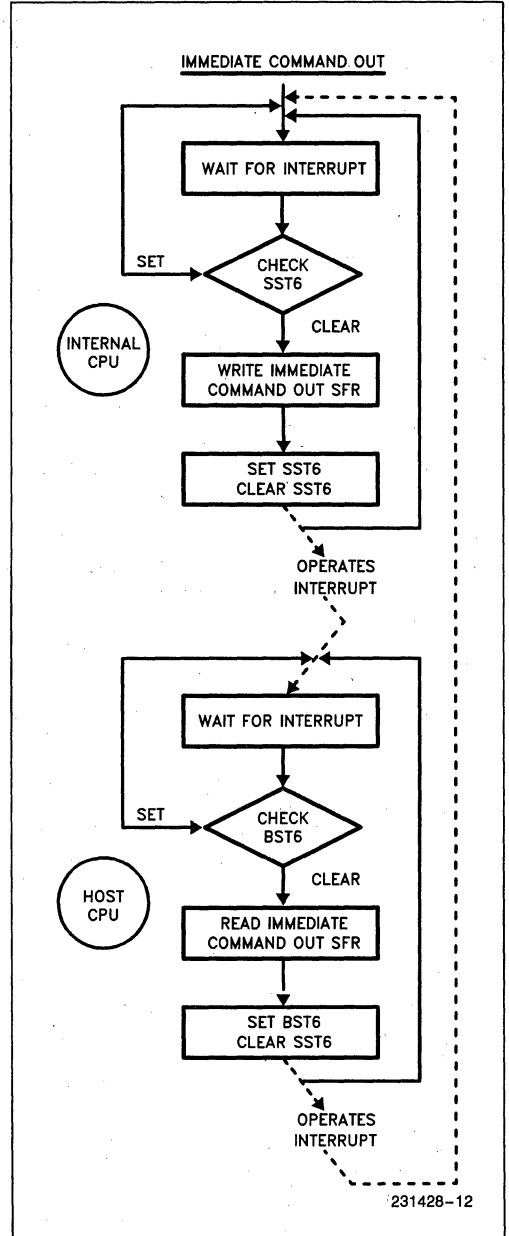 IMMEDIATE COMMAND OUT
WAIT FOR INTERRUPT
SET
CHECK
SST6
CLEAR
INTERNAL
CPU
WRITE IMMEDIATE
COMMAND OUT SFR
SET SST6
CLEAR SST6
OPERATES
INTERRUPT
WAIT FOR INTERRUPT
SET
CHECK
BST6
CLEAR
HOST
CPU
READ IMMEDIATE
COMMAND OUT SFR
SET BST6
CLEAR SST6
OPERATES
INTERRUPT
231428-12